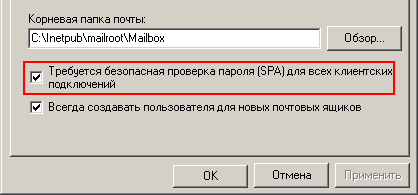 Корневая папка почты:
C:\Inetpub\mailroot\Mailbox
Обзор...
Требуется безопасная проверка пароля (SPA) для всех клиентских
подключений
Всегда создавать пользователя для новых почтовых ящиков
OK
Отмена
Применить